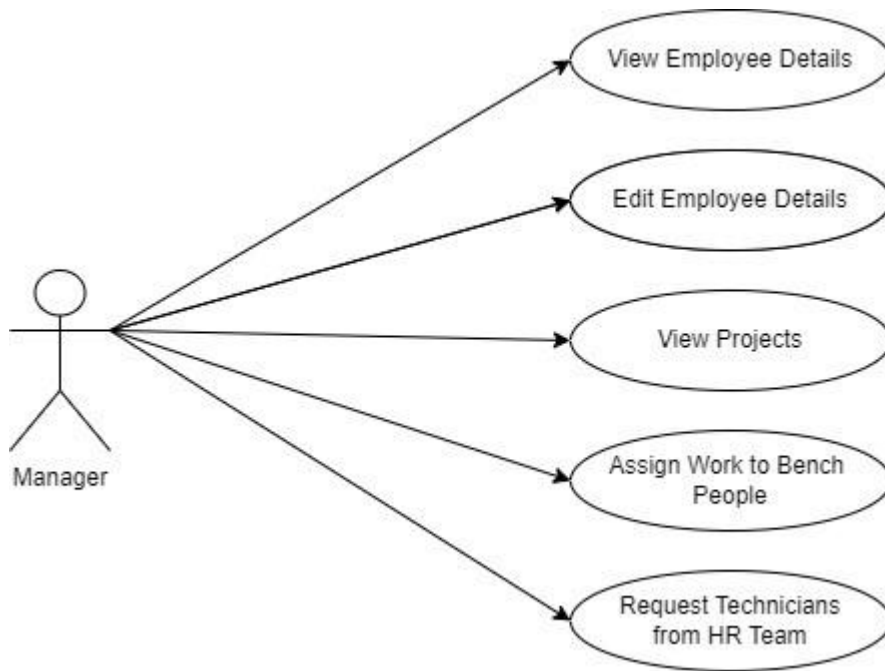 View Employee Details
Edit Employee Details
View Projects
Manager
Assign Work to Bench
People
Request Technicians
from HR Team